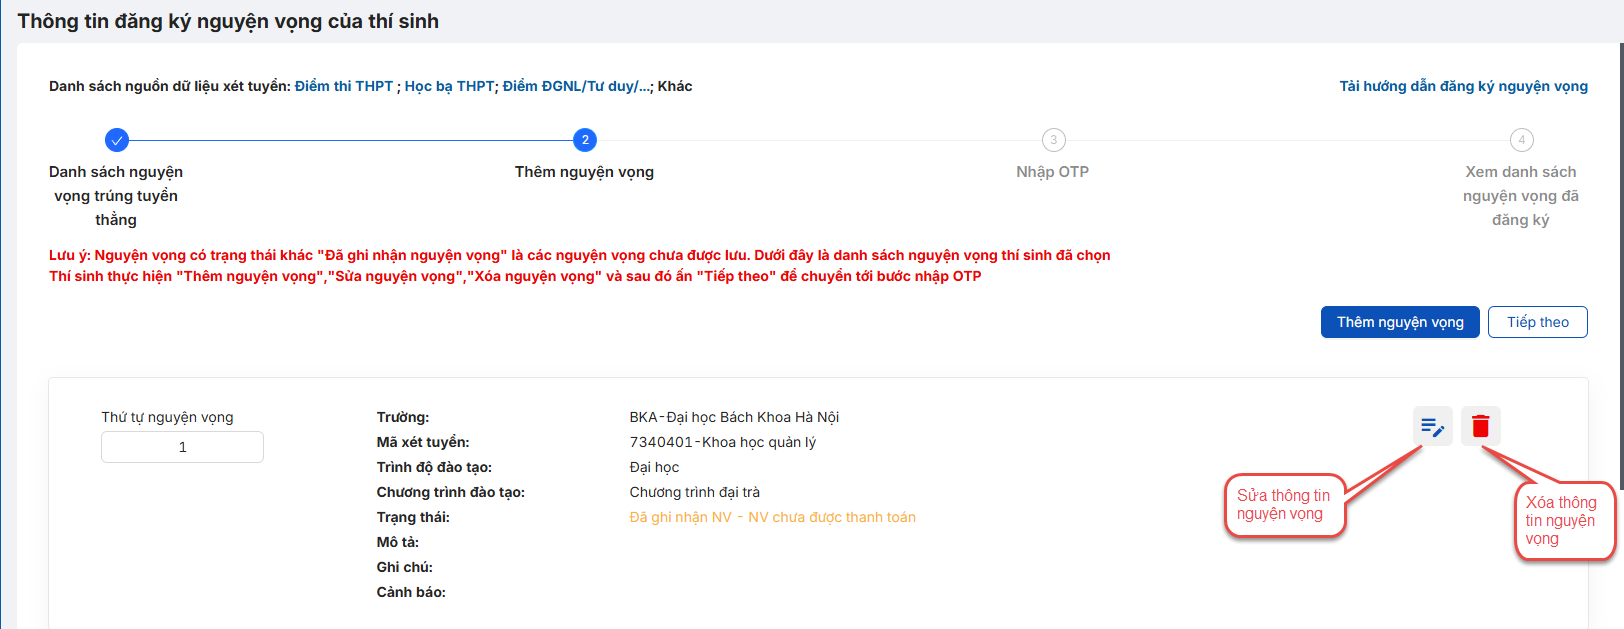 Thông tin đăng ký nguyện vọng của thí sinh
Danh sách nguồn dữ liệu xét tuyển: Điểm thi THPT ; Học bạ THPT; Điểm ĐGNL/Tư duy/...; Khác
Tải hướng dẫn đăng ký nguyện vọng
2
3
4
Danh sách nguyện
vọng trúng tuyển
thẳng
Thêm nguyện vọng
Nhập OTP
Xem danh sách
nguyện vọng đã
đăng ký
Lưu ý: Nguyện vọng có trạng thái khác "Đã ghi nhận nguyện vọng" là các nguyện vọng chưa được lưu. Dưới đây là danh sách nguyện vọng thí sinh đã chọn
Thí sinh thực hiện "Thêm nguyện vọng","Sửa nguyện vọng","Xóa nguyện vọng" và sau đó ấn "Tiếp theo" để chuyển tới bước nhập OTP
Thêm nguyện vọng
Tiếp theo
Thứ tự nguyện vọng
1
Trường: BKA-Đại học Bách Khoa Hà Nội
Mã xét tuyển: 7340401-Khoa học quản lý
Trình độ đào tạo: Đại học
Chương trình đào tạo: Chương trình đại trà
Trạng thái: Đã ghi nhận NV - NV chưa được thanh toán
Mô tả:
Ghi chú:
Cảnh báo:
Sửa thông tin
nguyện vọng
Xóa thông
tin nguyện
vọng